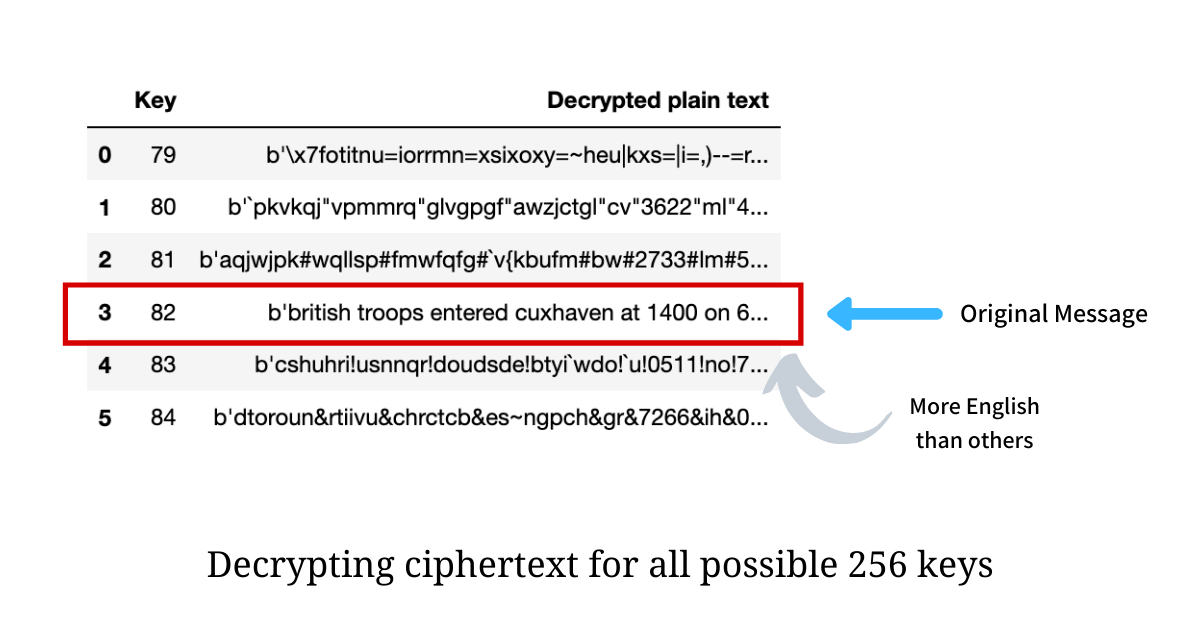 Key Decrypted plain text
0 79 b'\x7fotitnu=iorrmn=xsixoxy=~heu|kxs=|i=,)--=r...
1 80 b'`pkvkqj"vpmmrq"glvgpgf"awzjctgl"cv"3622"ml"4...
2 81 b'aqjwjpk#wqllsp#fmwfqfg#`v{kbufm#bw#2733#lm#5...
3 82 b'british troops entered cuxhaven at 1400 on 6...
Original Message
4 83 b'cshuhri!usnnqr!doudsde!btyi`wdo!`u!0511!no!7...
5 84 b'dtoroun&rtiivu&chrctcb&es~ngpch&gr&7266&ih&0...
More English
than others
Decrypting ciphertext for all possible 256 keys